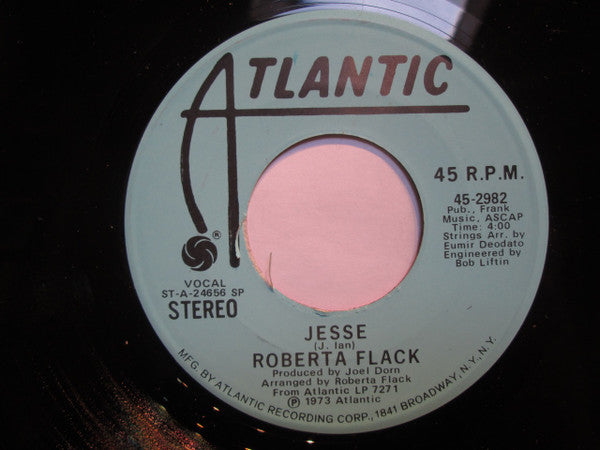 ATLANTIC
®
45 R.P.M.
45-2982
Pub., Frank
Music, ASCAP
Time: 4:00
Strings Arr. by
Eumir Deodato
Engineered by
Bob Liftin
VOCAL
ST-A-24656 SP
STEREO
JESSE
(J. Ian)
ROBERTA FLACK
Produced by Joel Dorn
Arranged by Roberta Flack
From Atlantic LP 7271
℗ 1973 Atlantic
MFG. BY ATLANTIC RECORDING CORP., 1841 BROADWAY, N.Y., N.Y.